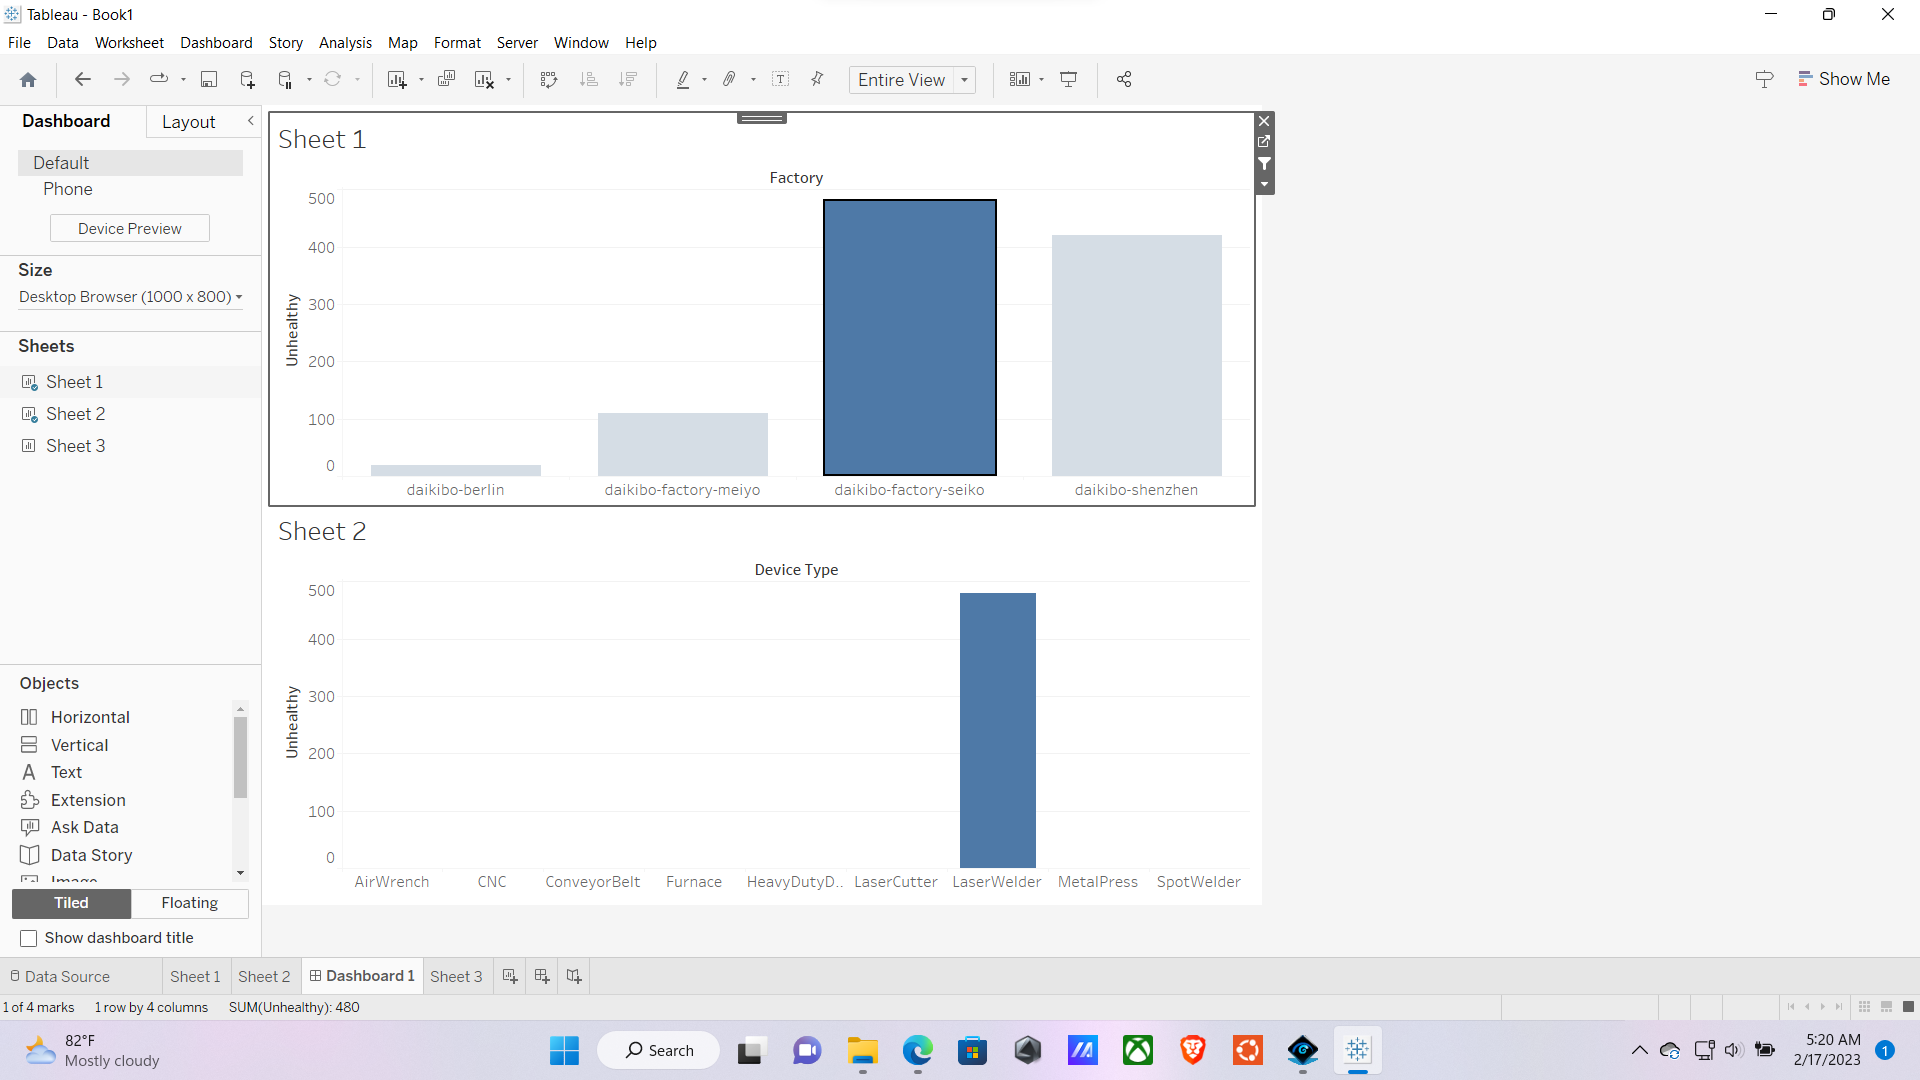 Tableau - Book1
File Data Worksheet Dashboard Story Analysis Map Format Server Window Help
Entire View
Show Me
Dashboard
Layout
Default
Phone
Device Preview
Size
Desktop Browser (1000 x 800)
Sheets
Sheet 1
Sheet 2
Sheet 3
Objects
Horizontal
Vertical
Text
Extension
Ask Data
Data Story
Image
Tiled
Floating
Show dashboard title
Sheet 1
Factory
Unhealthy
500
400
300
200
100
0
daikibo-berlin daikibo-factory-meiyo daikibo-factory-seiko daikibo-shenzhen
Sheet 2
Device Type
Unhealthy
500
400
300
200
100
0
AirWrench CNC ConveyorBelt Furnace HeavyDutyD.. LaserCutter LaserWelder MetalPress SpotWelder
Data Source Sheet 1 Sheet 2 Dashboard 1 Sheet 3
1 of 4 marks 1 row by 4 columns SUM(Unhealthy): 480
82°F
Mostly cloudy
Search
5:20 AM
2/17/2023
1